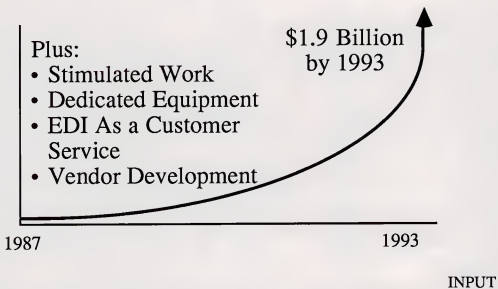 Plus:
• Stimulated Work
• Dedicated Equipment
• EDI As a Customer
Service
• Vendor Development
$1.9 Billion
by 1993
1987
1993
INPUT